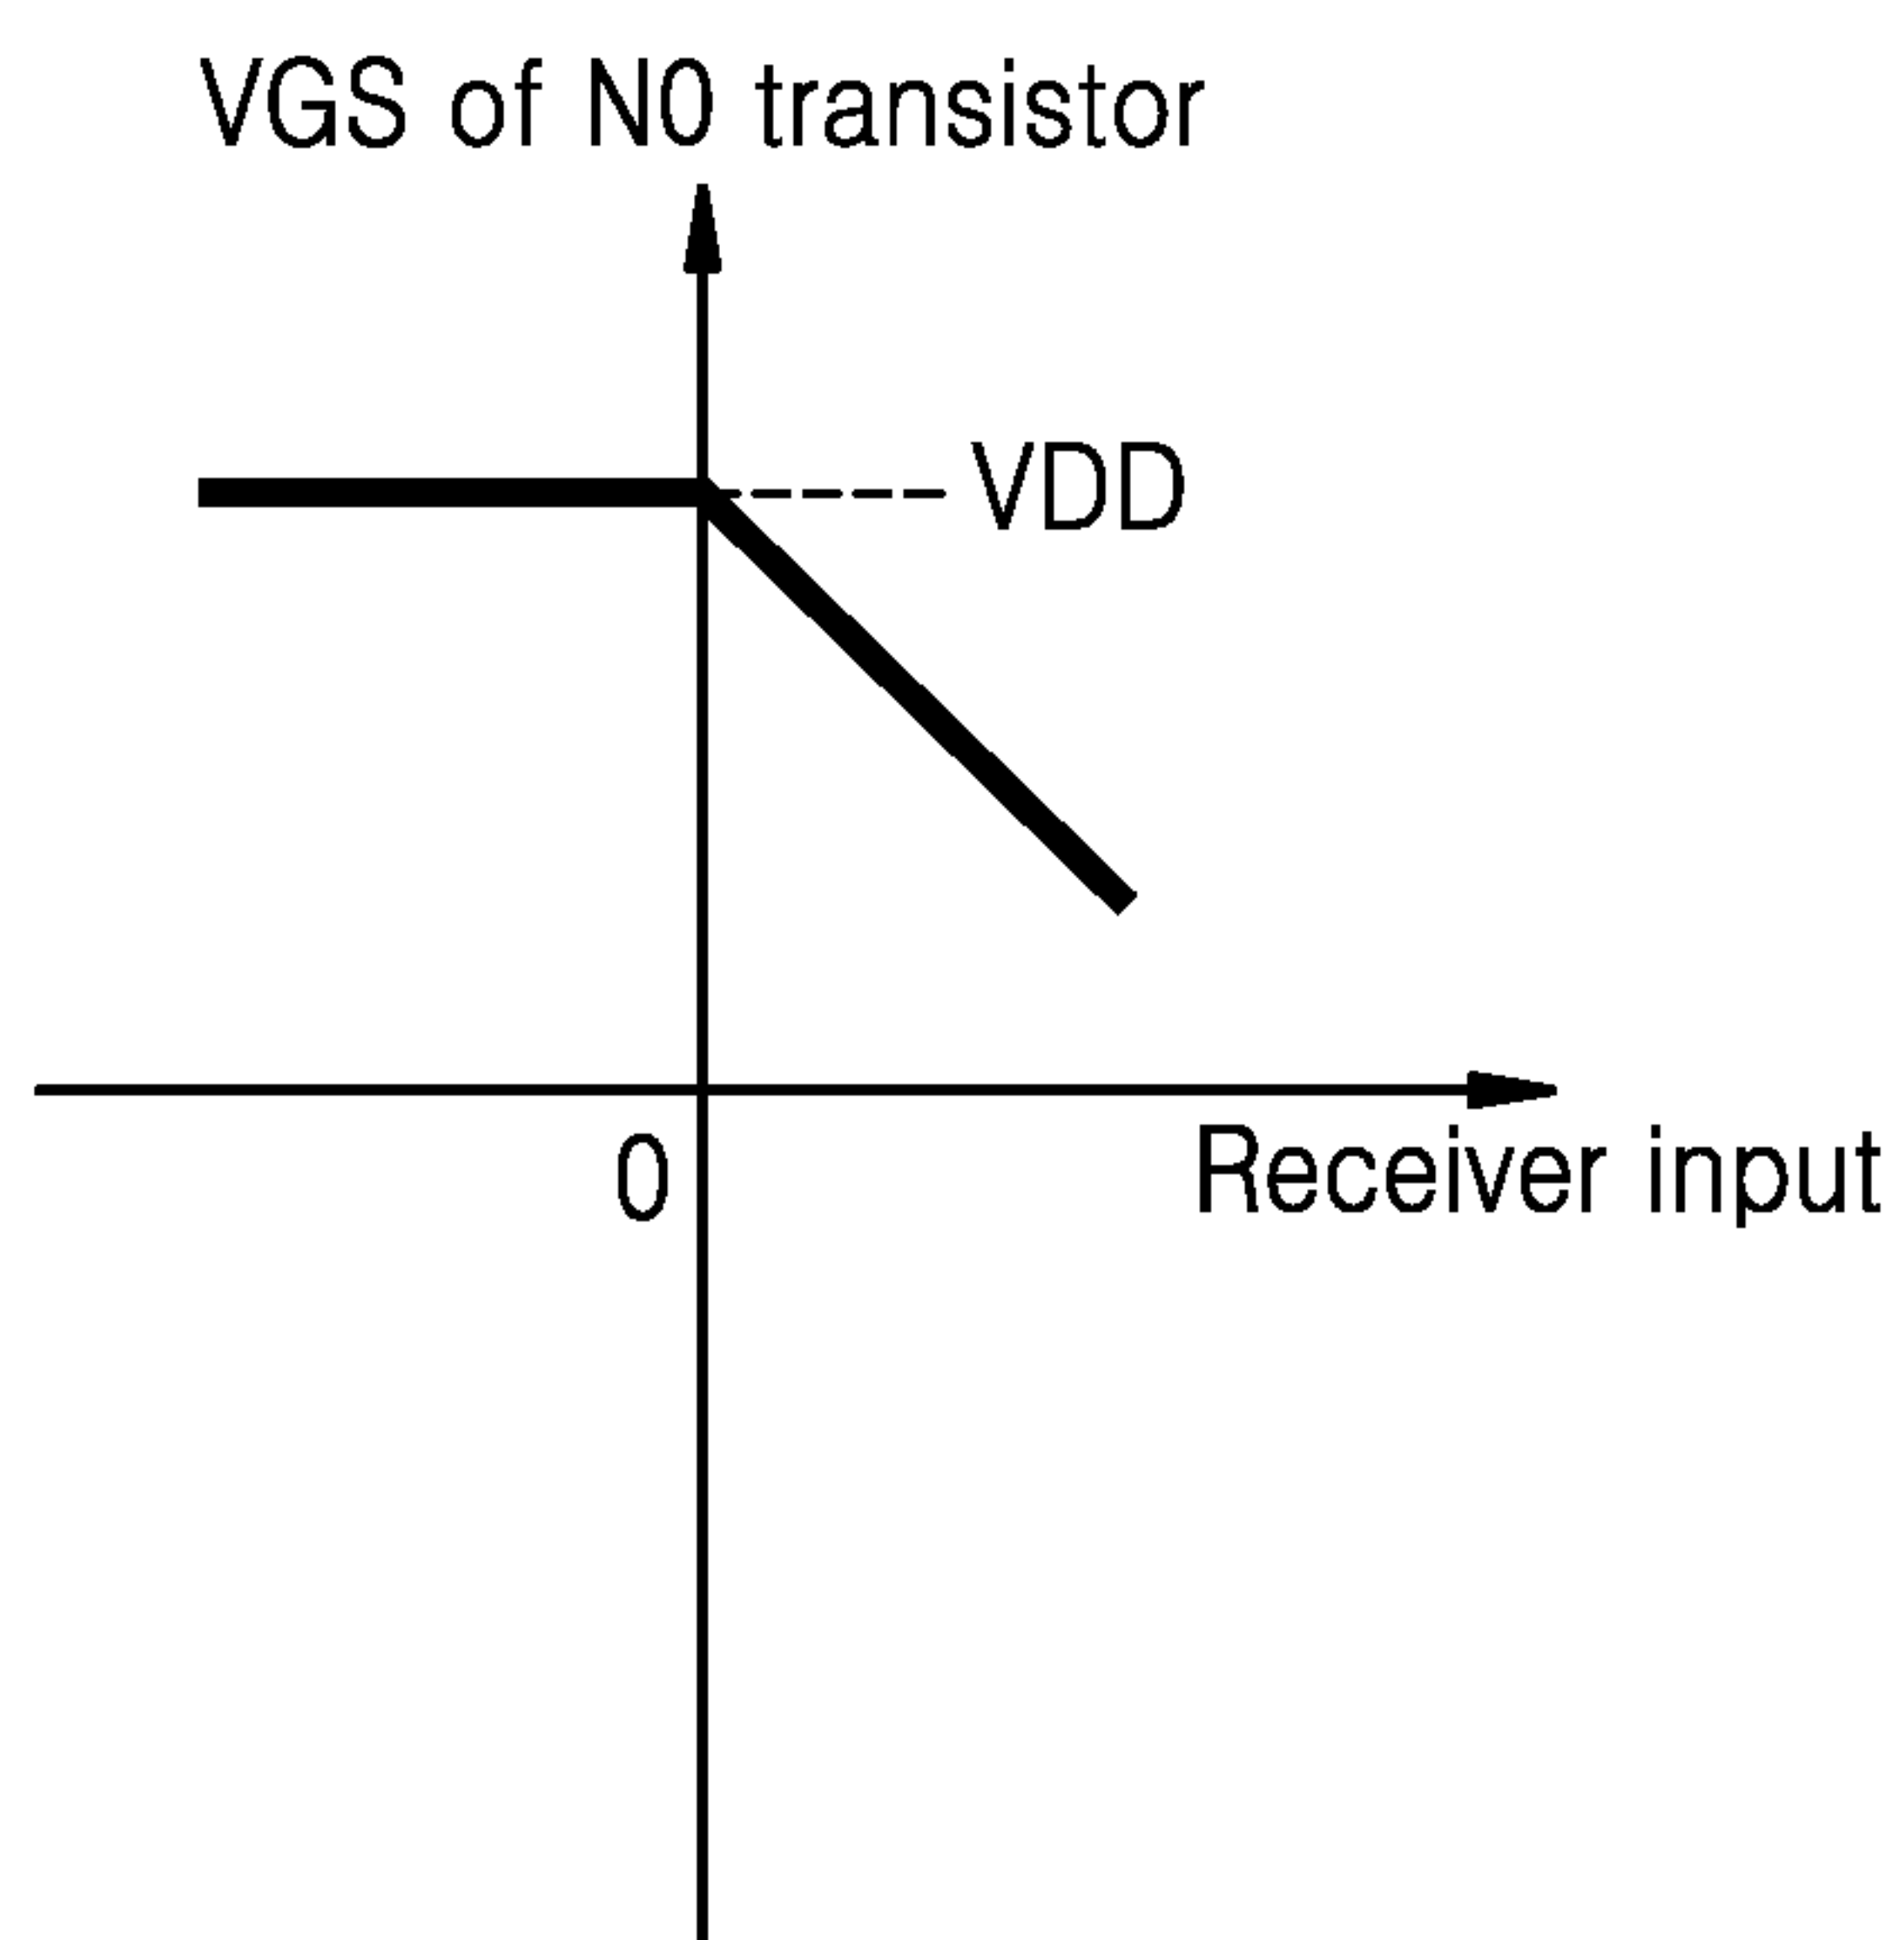 VGS of N0 transistor
VDD
0
Receiver input